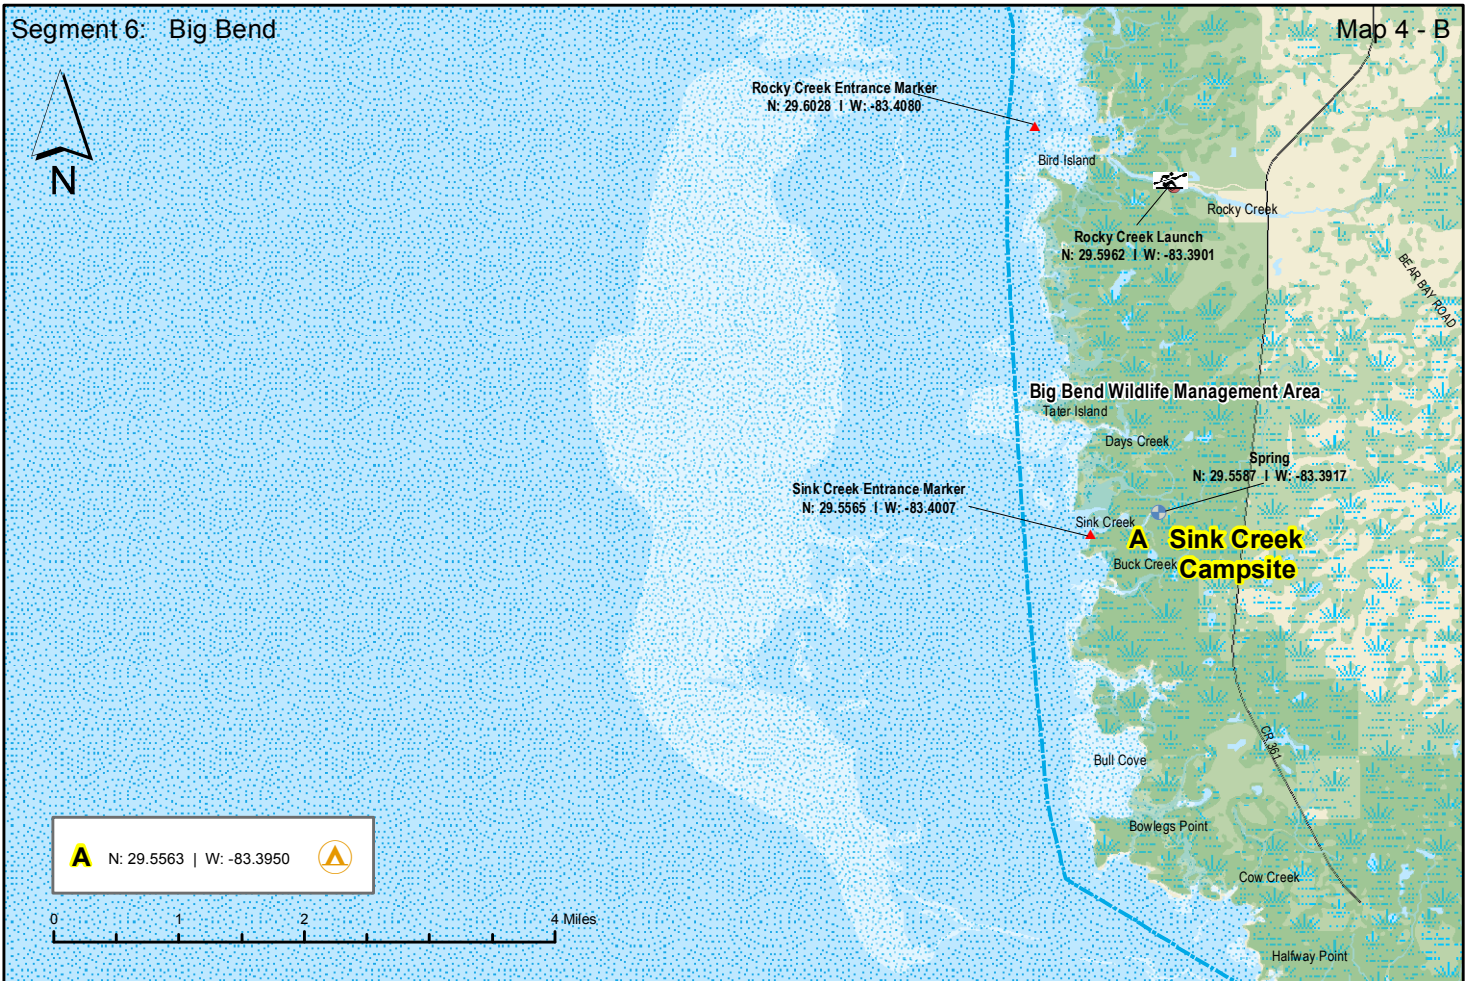 Segment 6: Big Bend
Map 4 - B
N
Rocky Creek Entrance Marker
N: 29.6028 | W: -83.4080
Bird Island
Rocky Creek
Rocky Creek Launch
N: 29.5962 | W: -83.3901
BEAR BAY ROAD
Big Bend Wildlife Management Area
Tater Island
Days Creek
Spring
N: 29.5587 | W: -83.3917
Sink Creek Entrance Marker
N: 29.5565 | W: -83.4007
Sink Creek
A Sink Creek
Campsite
Buck Creek
CR 361
Bull Cove
Bowlegs Point
Cow Creek
Halfway Point
A N: 29.5563 | W: -83.3950
0 1 2 4 Miles